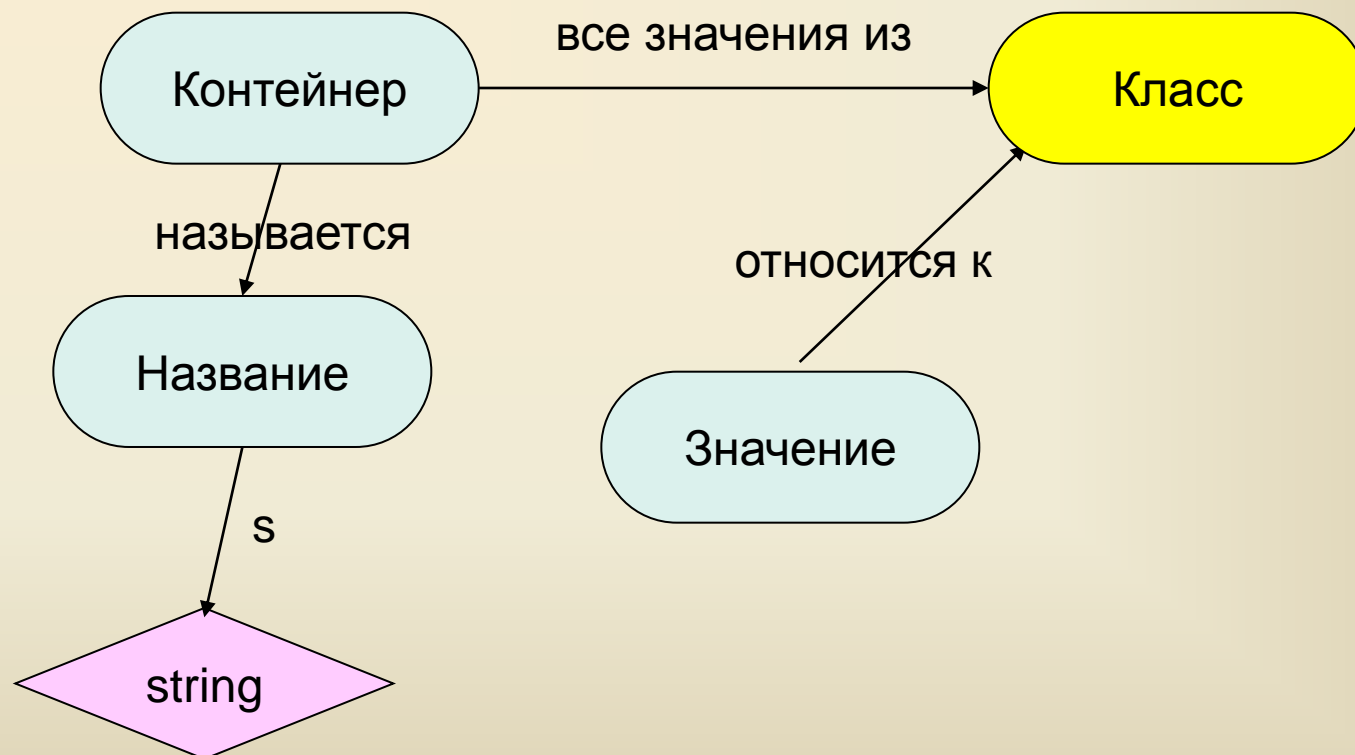 все значения из
Контейнер
Класс
называется
относится к
Название
Значение
s
string